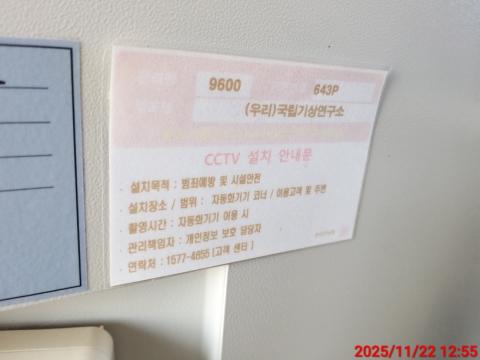 9600 643P
(우리)국립기상연구소
CCTV 설치 안내문
· 설치목적 : 범죄예방 및 시설안전
· 설치장소 / 범위 : 자동화기기 코너 / 이용고객 및 주변
· 촬영시간 : 자동화기기 이용 시
· 관리책임자 : 개인정보 보호 담당자
· 연락처 : 1577-4655 (고객 센터)
2025/11/22 12:55